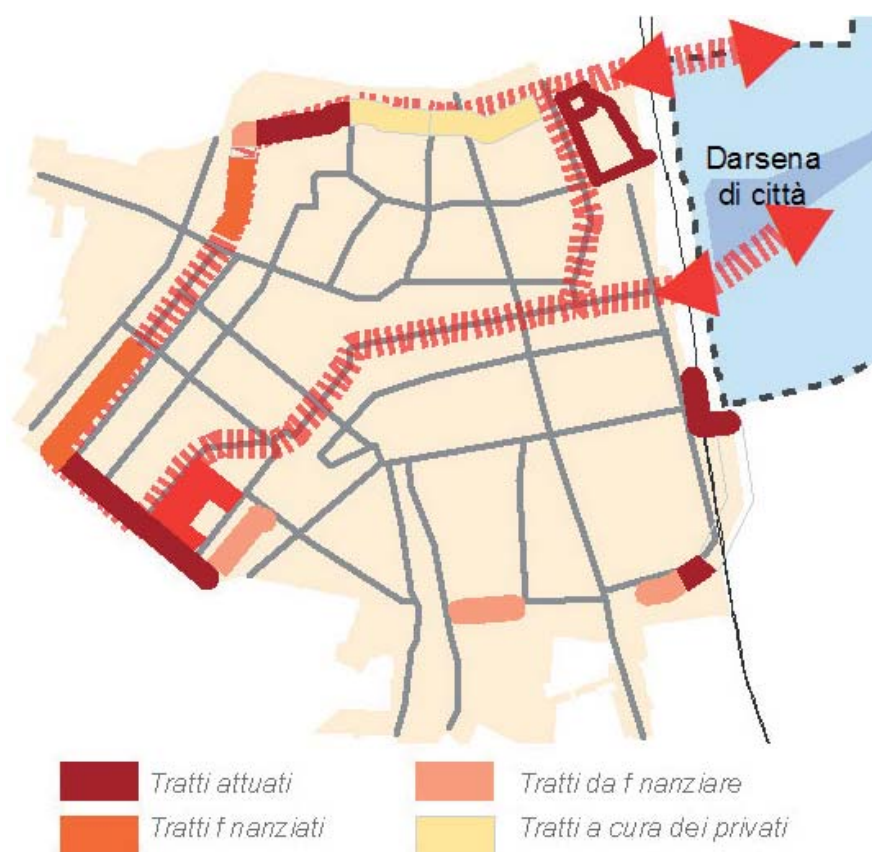 Darsena
di città
Tratti attuati
Tratti da f nanziare
Tratti f nanziati
Tratti a cura dei privati